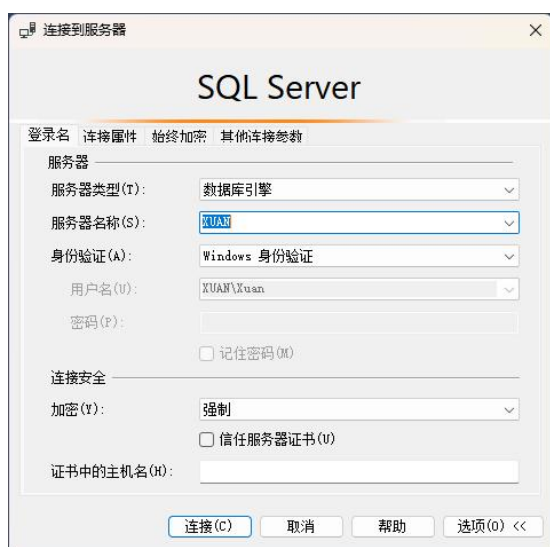 连接到服务器
SQL Server
登录名 连接属性 始终加密 其他连接参数
服务器
服务器类型(T): 数据库引擎
服务器名称(S): XUAN
身份验证(A): Windows 身份验证
用户名(U): XUAN\Xuan
密码(P):
记住密码(M)
连接安全
加密(Y): 强制
信任服务器证书(U)
证书中的主机名(H):
连接(C) 取消 帮助 选项(O) <<